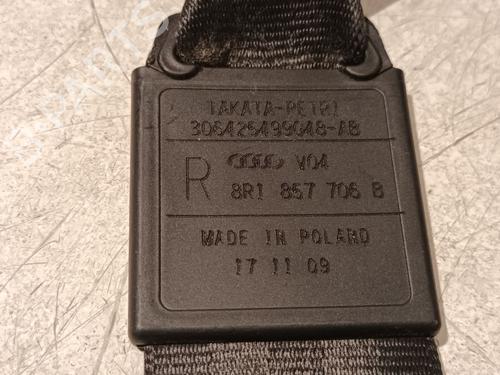 TAKATA-PETRI
306425499048-AB
R V04
8R1 857 706 B
MADE IN POLAND
17 11 09